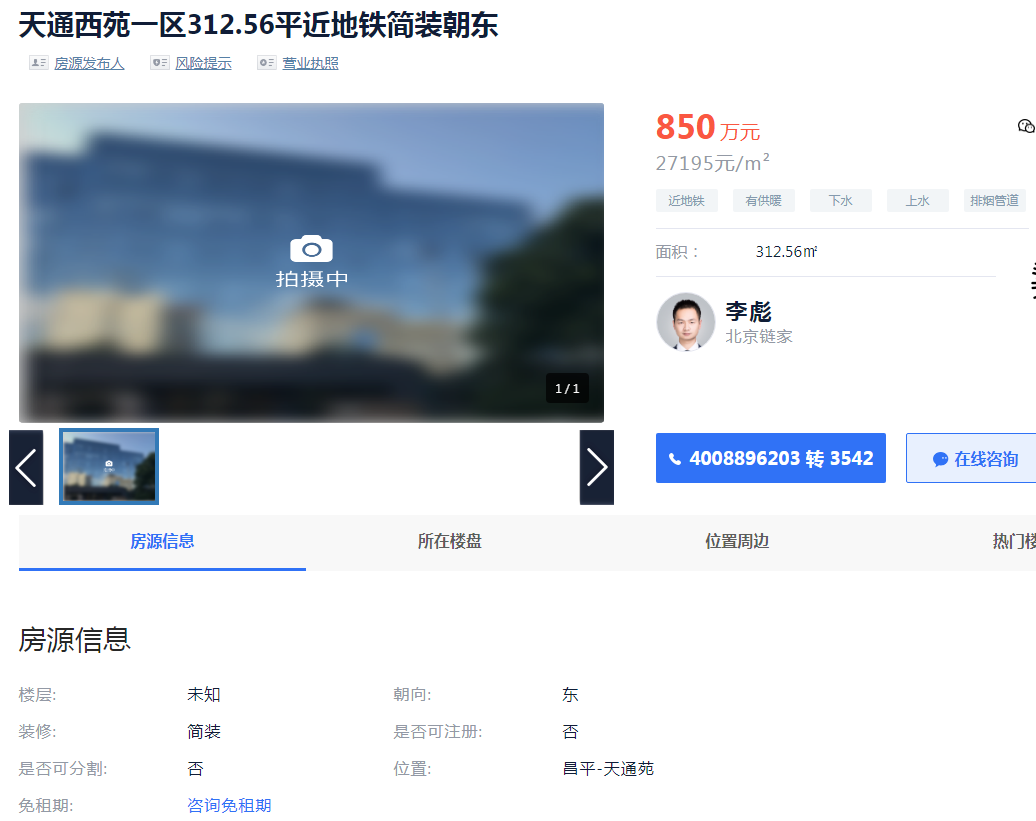 天通西苑一区312.56平近地铁简装朝东
房源发布人 风险提示 营业执照
850万元
27195元/m²
近地铁 有供暖 下水 上水 排烟管道
面积： 312.56㎡
李彪
北京链家
拍摄中
1/1
4008896203 转 3542 在线咨询
房源信息 所在楼盘 位置周边 热门楼
房源信息
楼层: 未知 朝向: 东
装修: 简装 是否可注册: 否
是否可分割: 否 位置: 昌平-天通苑
免租期: 咨询免租期